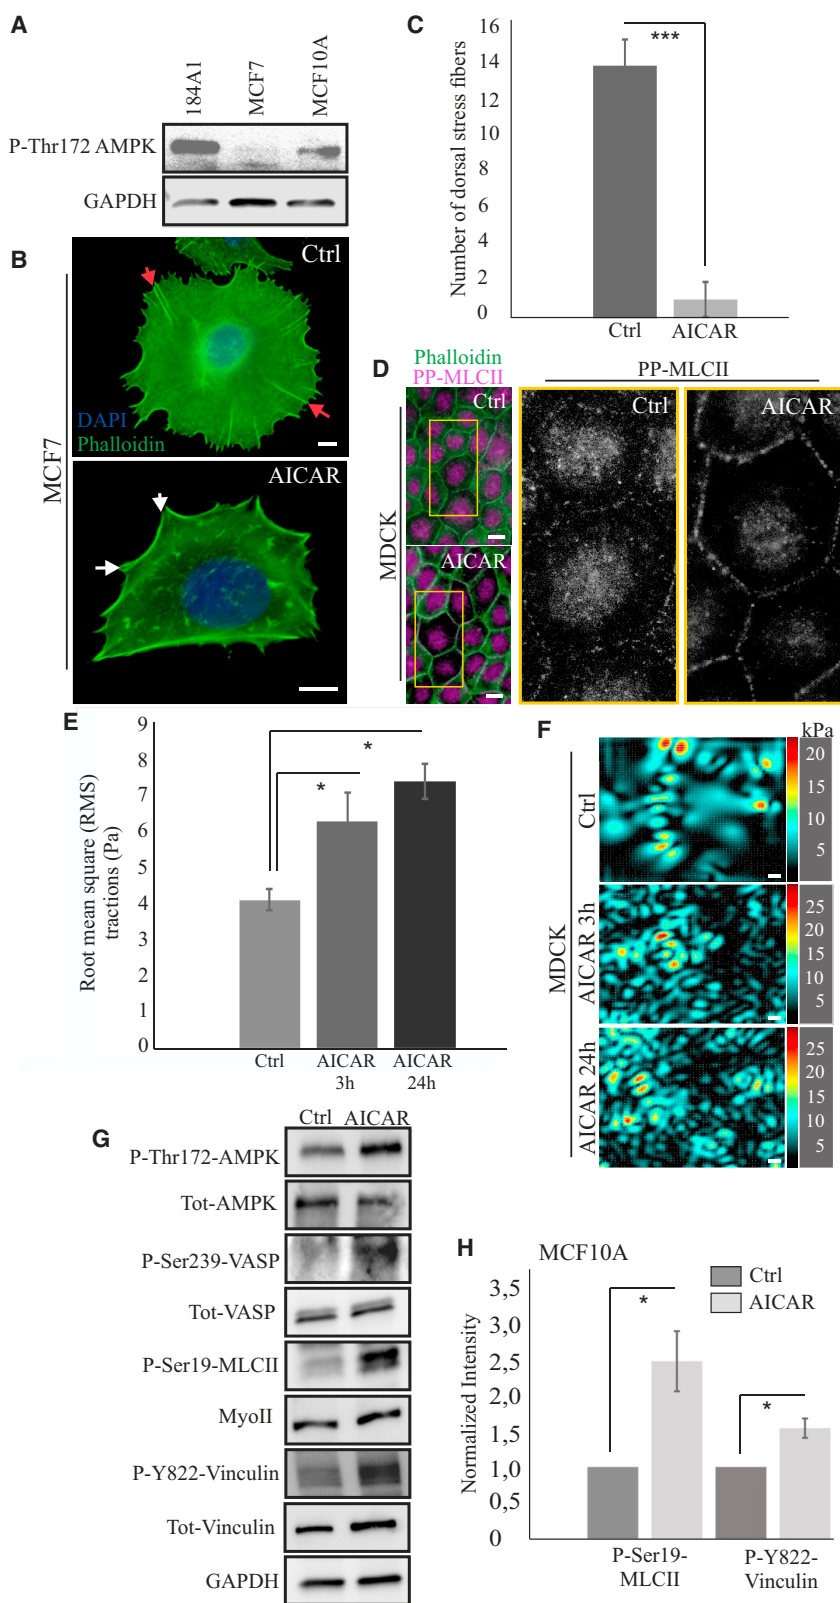 A
184A1
MCF7
MCF10A
P-Thr172 AMPK
GAPDH
B
MCF7
Ctrl
DAPI
Phalloidin
AICAR
C
Number of dorsal stress fibers
16
14
12
10
8
6
4
2
0
***
Ctrl
AICAR
D
Phalloidin
PP-MLCII
MDCK
Ctrl
AICAR
PP-MLCII
Ctrl
AICAR
E
Root mean square (RMS)
tractions (Pa)
9
8
7
6
5
4
3
2
1
0
*
*
Ctrl
AICAR
3h
AICAR
24h
F
kPa
MDCK
Ctrl
20
15
10
5
AICAR 3h
25
20
15
10
5
AICAR 24h
25
20
15
10
5
G
Ctrl AICAR
P-Thr172-AMPK
Tot-AMPK
P-Ser239-VASP
Tot-VASP
P-Ser19-MLCII
MyoII
P-Y822-Vinculin
Tot-Vinculin
GAPDH
H
MCF10A
Ctrl
AICAR
Normalized Intensity
3,5
3,0
2,5
2,0
1,5
1,0
0,5
0
*
*
P-Ser19-
MLCII
P-Y822-
Vinculin